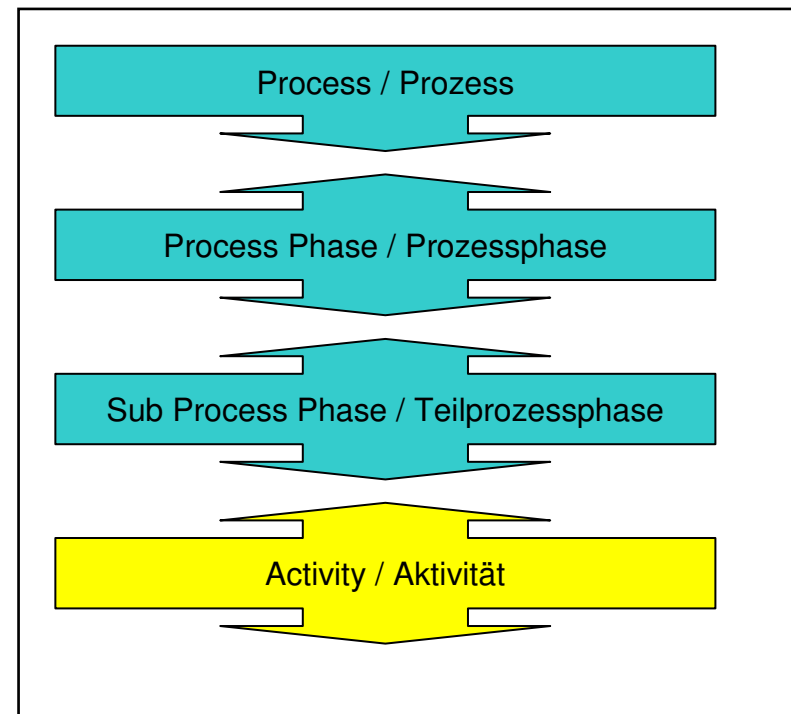 Process / Prozess
Process Phase / Prozessphase
Sub Process Phase / Teilprozessphase
Activity / Aktivität